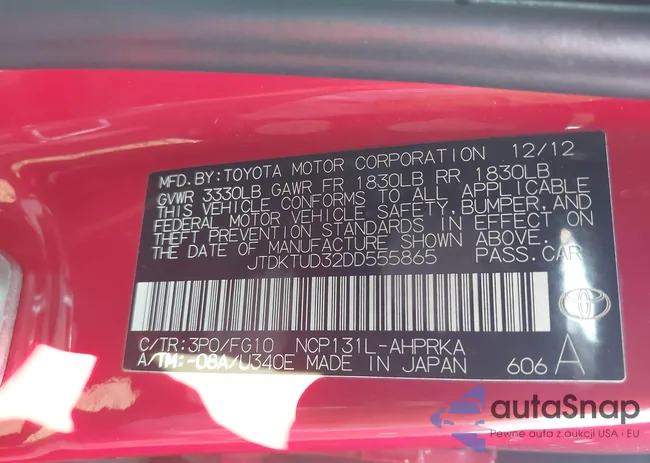 MFD. BY: TOYOTA MOTOR CORPORATION 12/12
GVWR 3330LB GAWR FR 1830LB RR 1830LB
THIS VEHICLE CONFORMS TO ALL APPLICABLE
FEDERAL MOTOR VEHICLE SAFETY, BUMPER, AND
THEFT PREVENTION STANDARDS IN EFFECT ON
THE DATE OF MANUFACTURE SHOWN ABOVE.
JTDKTUD32DD555865 PASS. CAR
C/TR: 3P0/FG10 NCP131L-AHPRKA
A/TM: -08A/U340E MADE IN JAPAN 606 A
autaSnap
Pewne auta z aukcji USA i EU